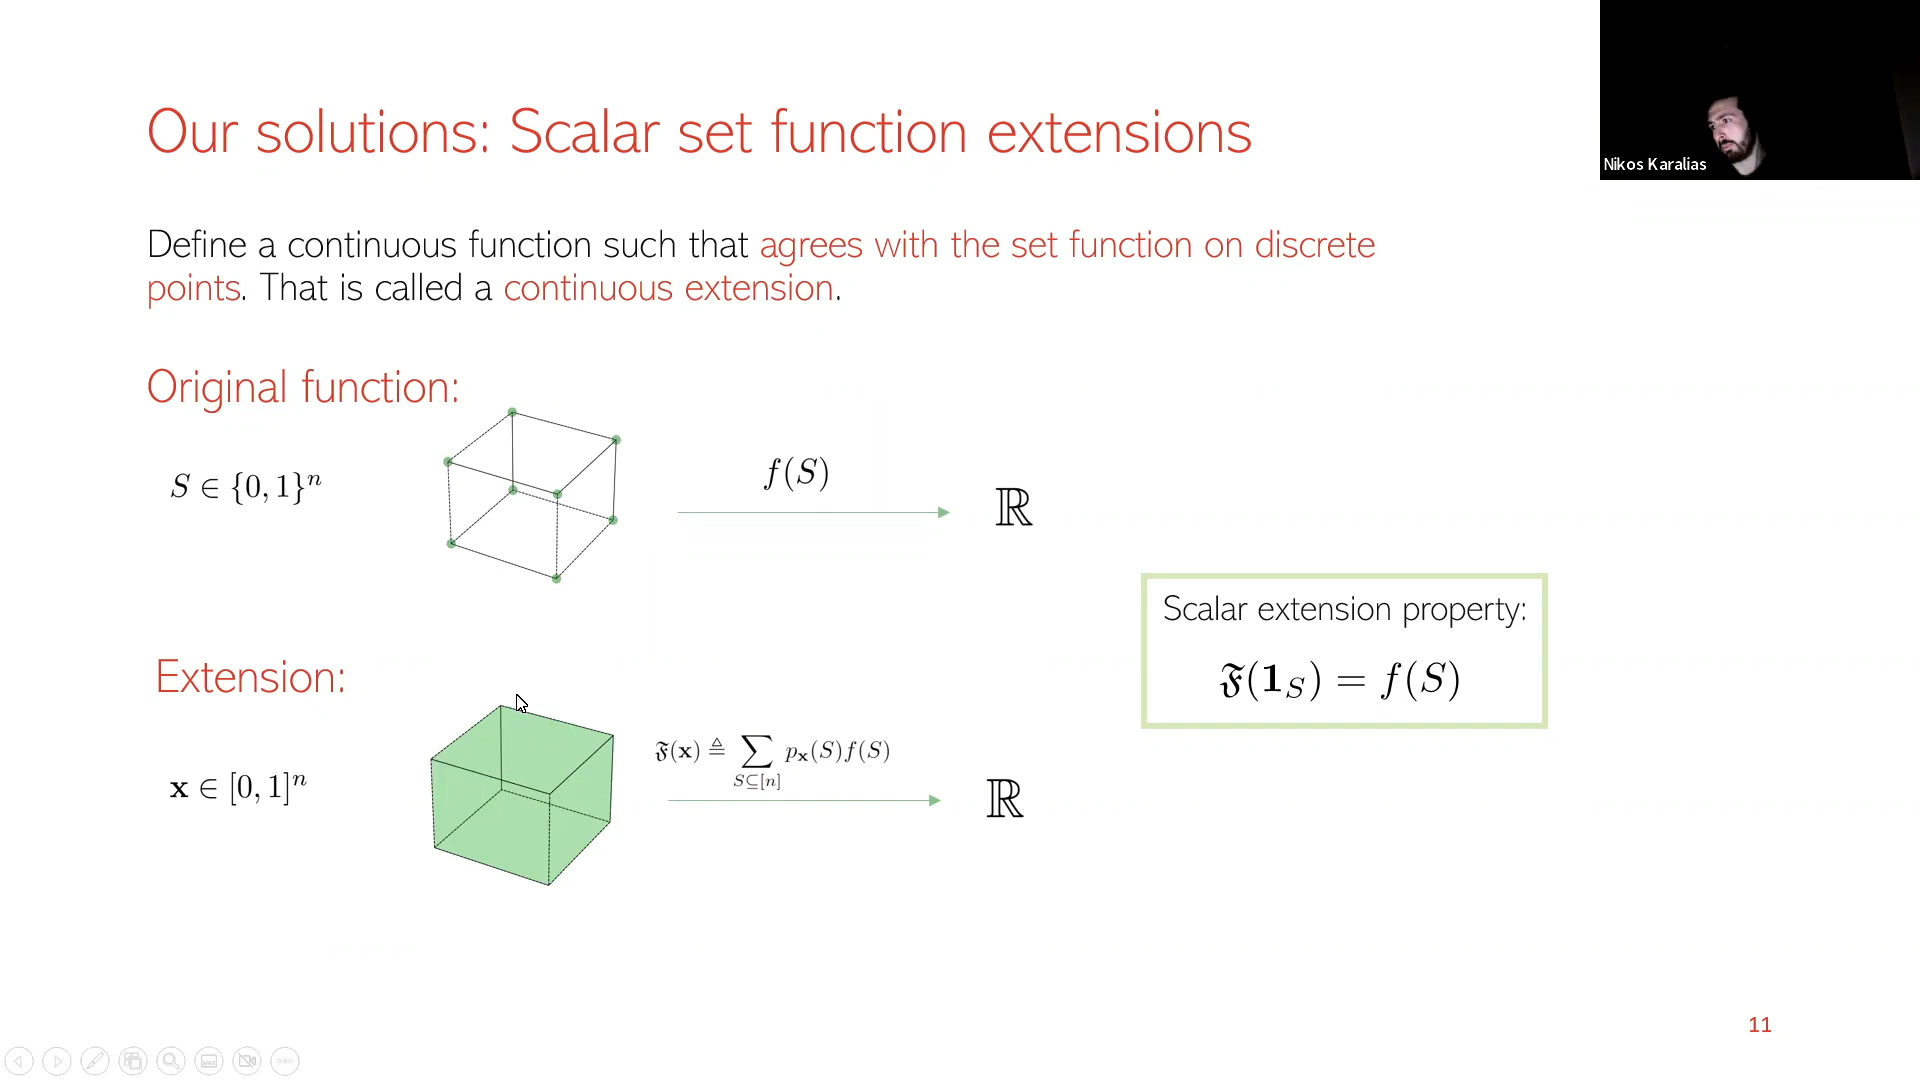 Our solutions: Scalar set function extensions
Nikos Karalias
Define a continuous function such that agrees with the set function on discrete
points. That is called a continuous extension.
Original function:
S ∈ {0, 1}ⁿ
f(S)
ℝ
Scalar extension property:
𝔉(𝟏_S) = f(S)
Extension:
𝐱 ∈ [0, 1]ⁿ
𝔉(𝐱) ≜ ∑_{S⊆[n]} p_𝐱(S)f(S)
ℝ
11